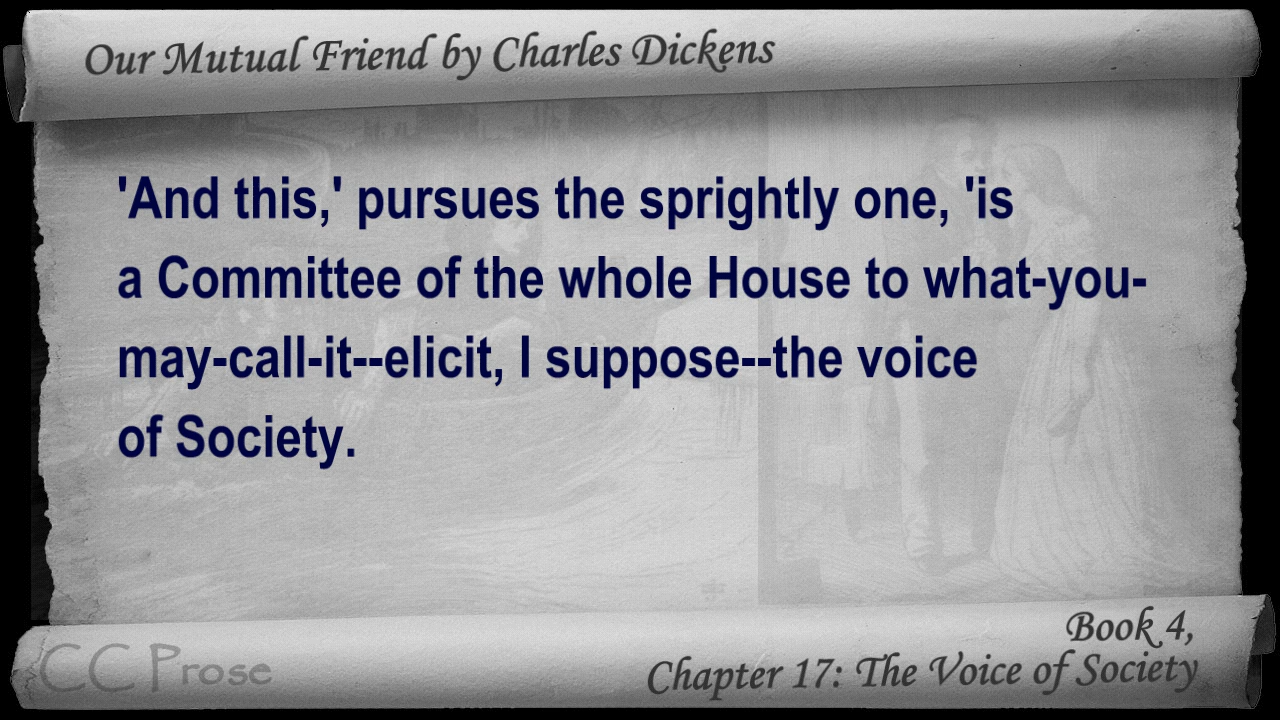 Our Mutual Friend by Charles Dickens
'And this,' pursues the sprightly one, 'is
a Committee of the whole House to what-you-
may-call-it--elicit, I suppose--the voice
of Society.
Book 4,
CC Prose
Chapter 17: The Voice of Society